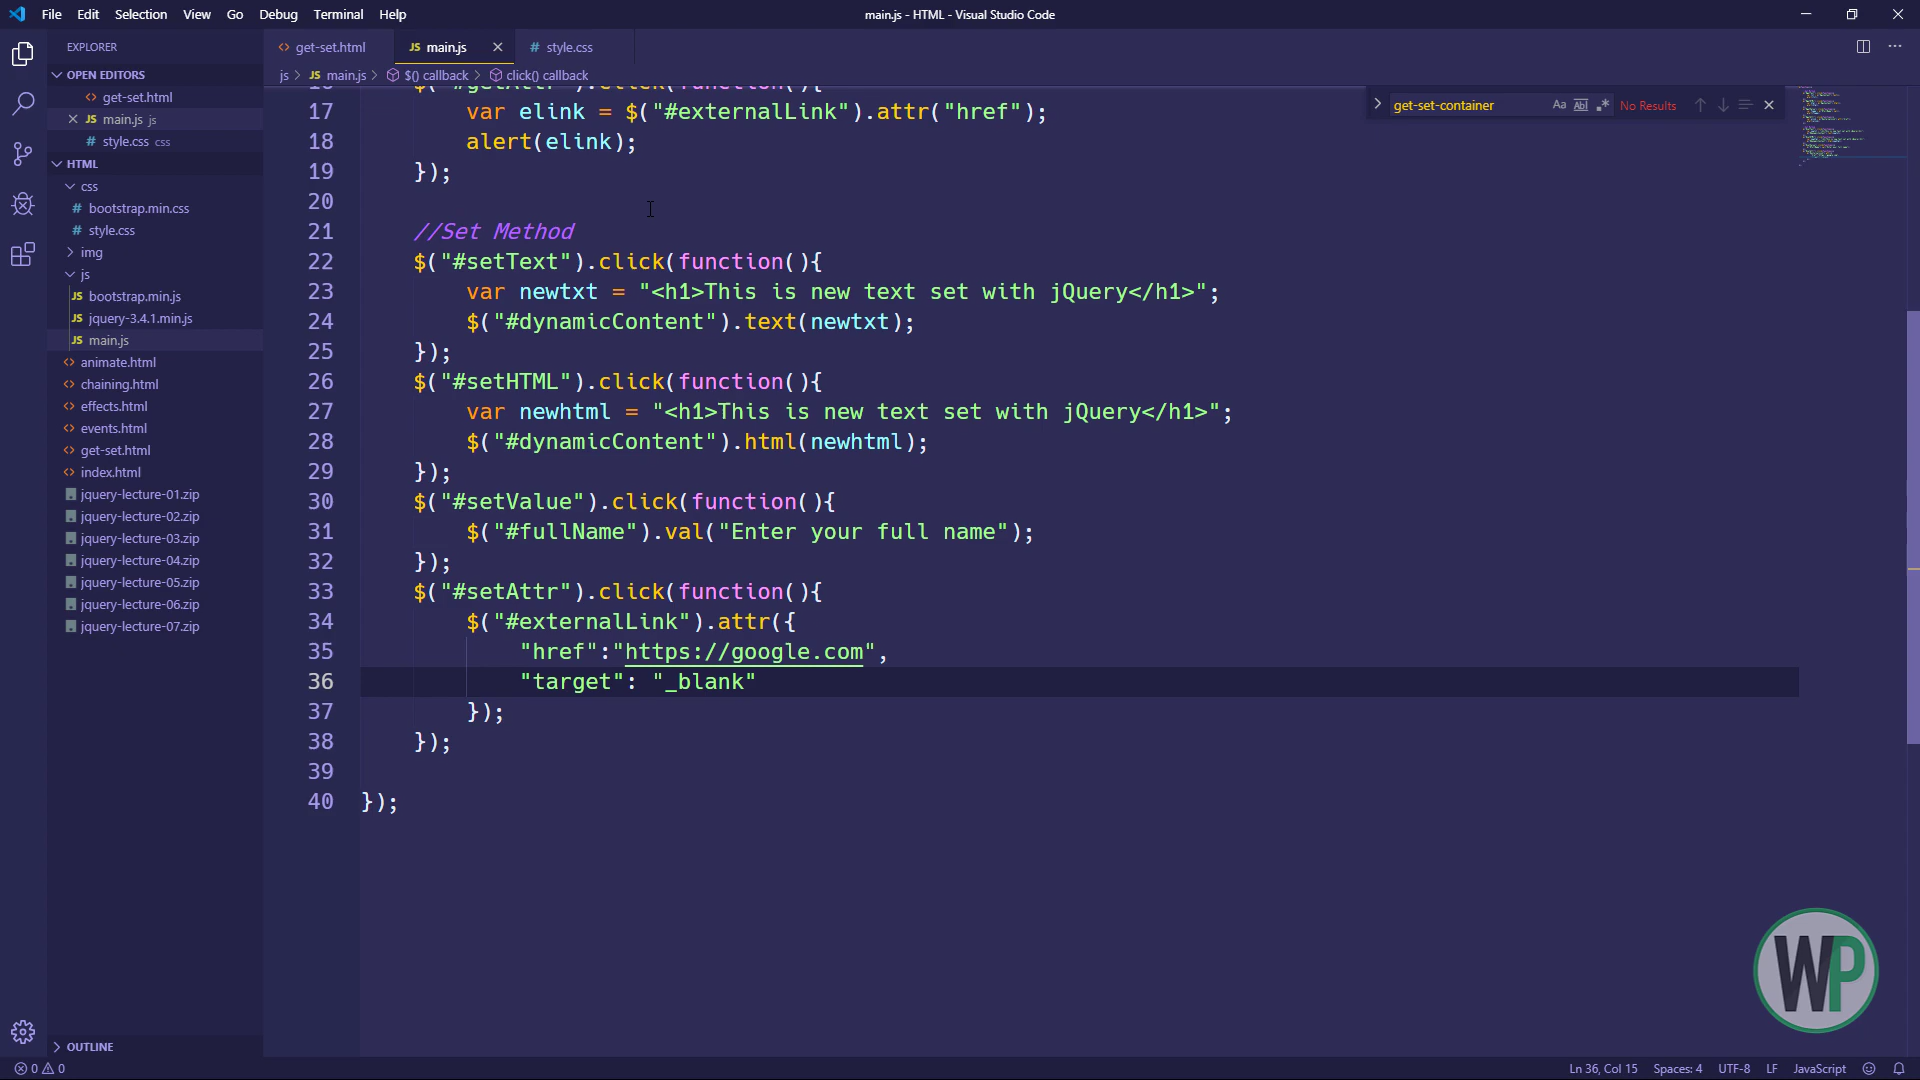 File Edit Selection View Go Debug Terminal Help
main.js - HTML - Visual Studio Code
EXPLORER
OPEN EDITORS
get-set.html
main.js js
style.css css
HTML
css
bootstrap.min.css
style.css
img
js
bootstrap.min.js
jquery-3.4.1.min.js
main.js
animate.html
chaining.html
effects.html
events.html
get-set.html
index.html
jquery-lecture-01.zip
jquery-lecture-02.zip
jquery-lecture-03.zip
jquery-lecture-04.zip
jquery-lecture-05.zip
jquery-lecture-06.zip
jquery-lecture-07.zip
OUTLINE
get-set.html main.js style.css
js > JS main.js > $() callback > click() callback
get-set-container Aa Abl .* No Results
16 $("#getAttr").click(function(){
17 var elink = $("#externalLink").attr("href");
18 alert(elink);
19 });
20
21 //Set Method
22 $("#setText").click(function(){
23 var newtxt = "<h1>This is new text set with jQuery</h1>";
24 $("#dynamicContent").text(newtxt);
25 });
26 $("#setHTML").click(function(){
27 var newhtml = "<h1>This is new text set with jQuery</h1>";
28 $("#dynamicContent").html(newhtml);
29 });
30 $("#setValue").click(function(){
31 $("#fullName").val("Enter your full name");
32 });
33 $("#setAttr").click(function(){
34 $("#externalLink").attr({
35 "href":"https://google.com",
36 "target": "_blank"
37 });
38 });
39
40 });
WP
0 0
Ln 36, Col 15 Spaces: 4 UTF-8 LF JavaScript